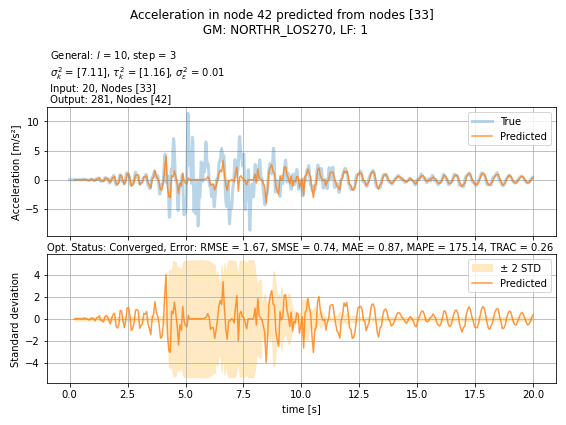 Acceleration in node 42 predicted from nodes [33]
GM: NORTHR_LOS270, LF: 1
General: l = 10, step = 3
σ²ₖ = [7.11], τ²ₖ = [1.16], σ²ε = 0.01
Input: 20, Nodes [33]
Output: 281, Nodes [42]
Acceleration [m/s²]
10
5
0
−5
True
Predicted
Opt. Status: Converged, Error: RMSE = 1.67, SMSE = 0.74, MAE = 0.87, MAPE = 175.14, TRAC = 0.26
Standard deviation
4
2
0
−2
−4
± 2 STD
Predicted
0.0 2.5 5.0 7.5 10.0 12.5 15.0 17.5 20.0
time [s]